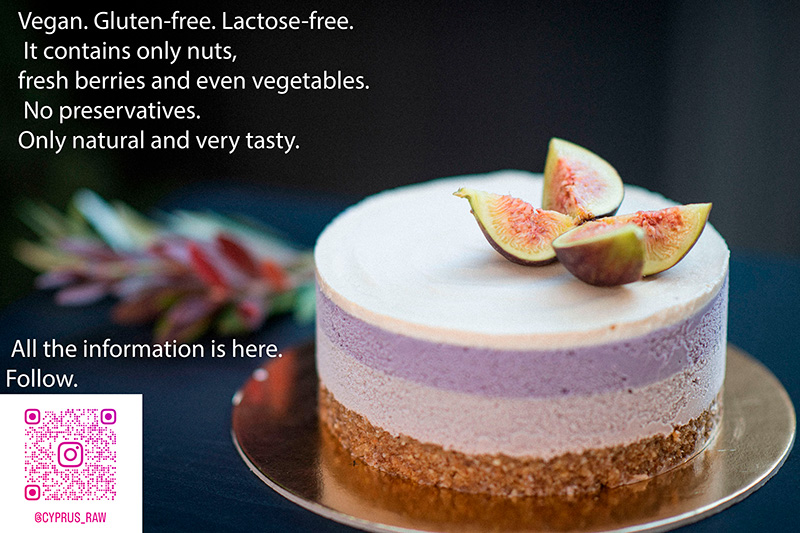 Vegan. Gluten-free. Lactose-free.
It contains only nuts,
fresh berries and even vegetables.
No preservatives.
Only natural and very tasty.
All the information is here.
Follow.
@CYPRUS_RAW